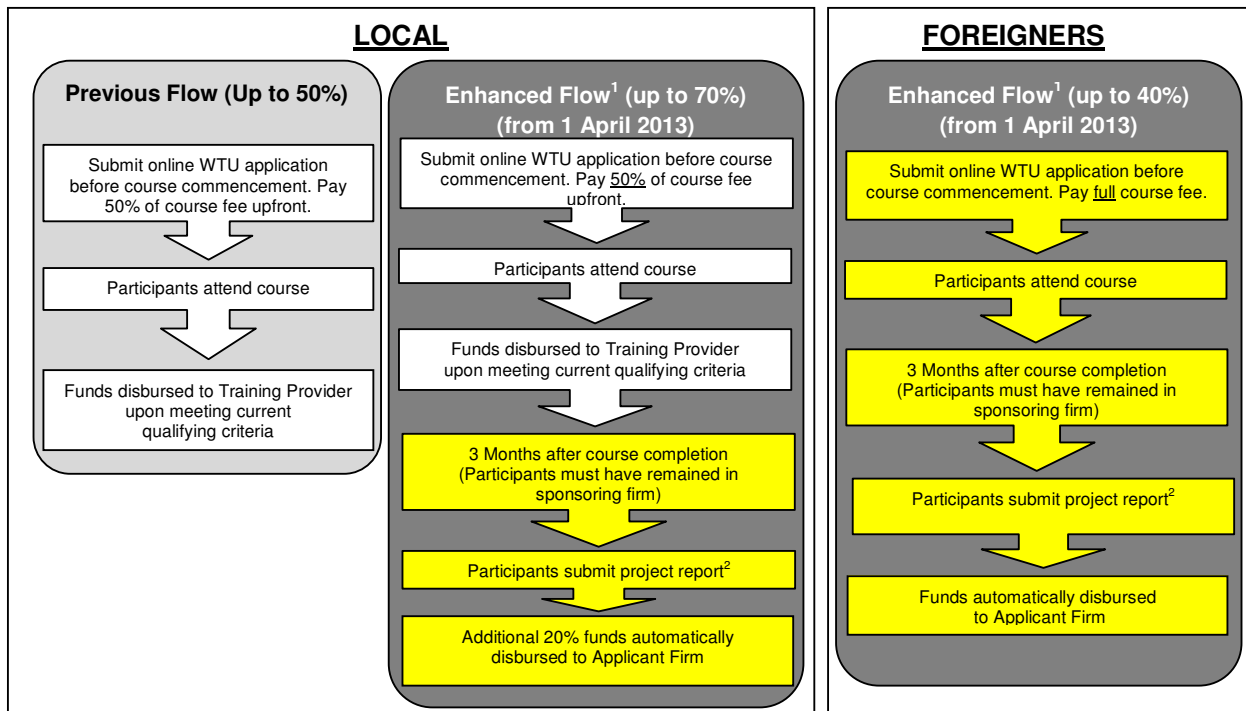 LOCAL
Previous Flow (Up to 50%)
Submit online WTU application
before course commencement. Pay
50% of course fee upfront.
Participants attend course
Funds disbursed to Training Provider
upon meeting current
qualifying criteria
Enhanced Flow1 (up to 70%)
(from 1 April 2013)
Submit online WTU application before course
commencement. Pay 50% of course fee
upfront.
Participants attend course
Funds disbursed to Training Provider
upon meeting current qualifying criteria
3 Months after course completion
(Participants must have remained in
sponsoring firm)
Participants submit project report2
Additional 20% funds automatically
disbursed to Applicant Firm
FOREIGNERS
Enhanced Flow1 (up to 40%)
(from 1 April 2013)
Submit online WTU application before
course commencement. Pay full course fee.
Participants attend course
3 Months after course completion
(Participants must have remained in
sponsoring firm)
Participants submit project report2
Funds automatically disbursed
to Applicant Firm